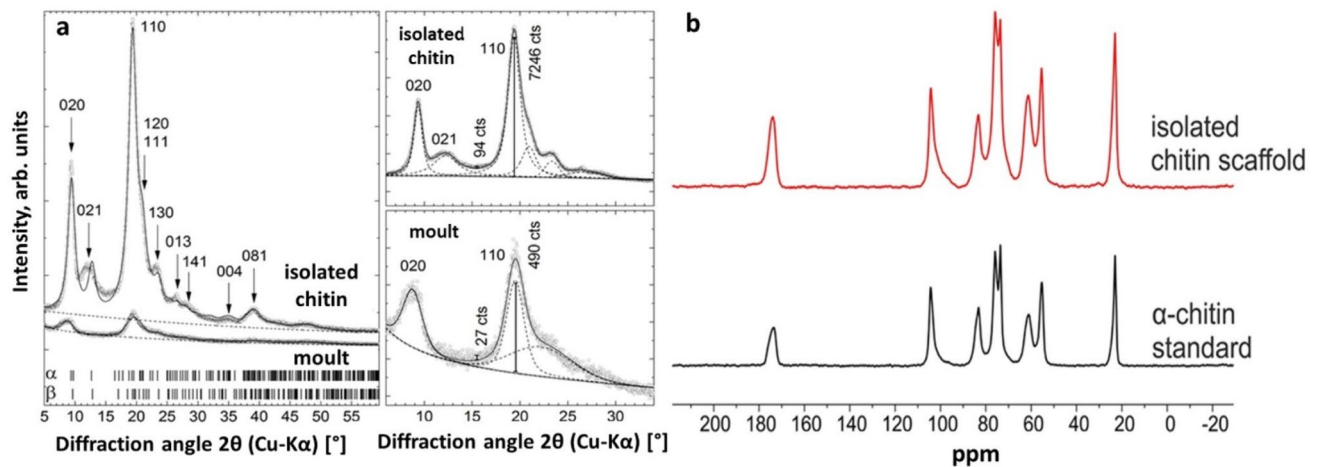 a
Intensity, arb. units
020
021
110
120
111
130
013
141
004
081
isolated
chitin
moult
α
β
5 10 15 20 25 30 35 40 45 50 55
Diffraction angle 2θ (Cu-Kα) [°]
isolated
chitin
020
021
110
94 cts
7246 cts
moult
020
110
27 cts
490 cts
10 15 20 25 30
Diffraction angle 2θ (Cu-Kα) [°]
b
isolated
chitin scaffold
α-chitin
standard
200 180 160 140 120 100 80 60 40 20 0 -20
ppm